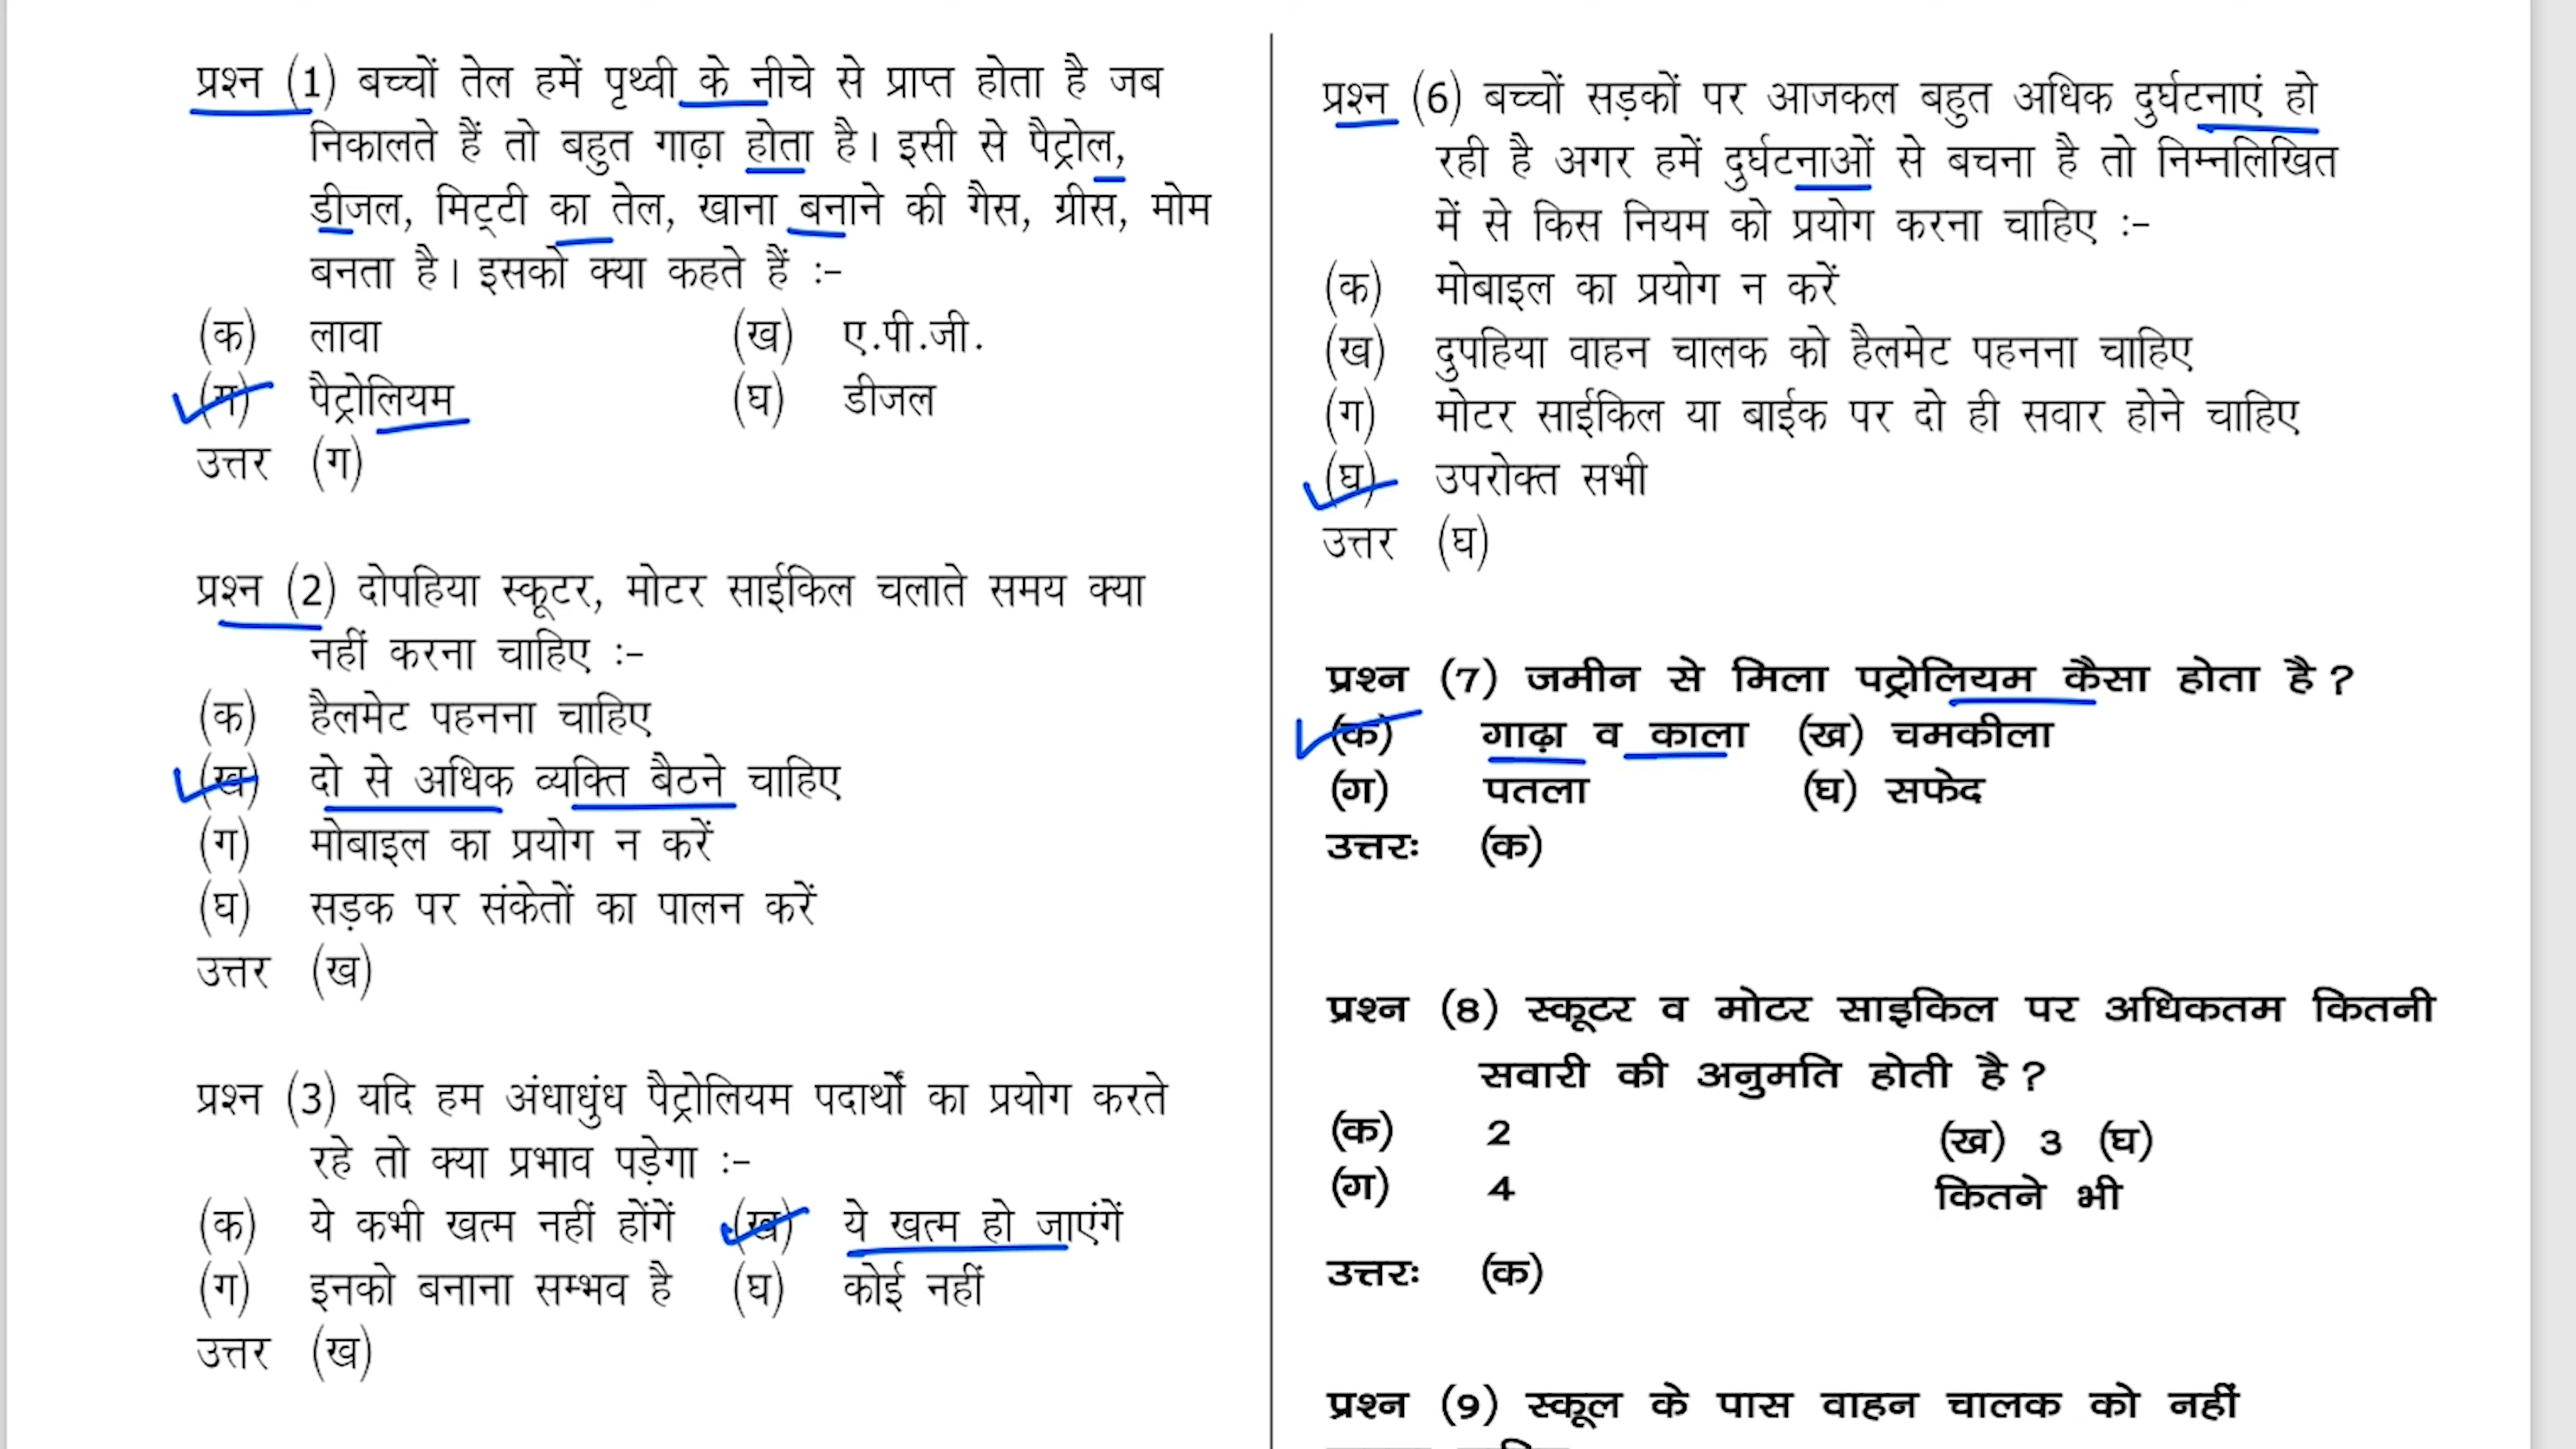 प्रश्न (1) बच्चों तेल हमें पृथ्वी के नीचे से प्राप्त होता है जब
निकालते हैं तो बहुत गाढ़ा होता है। इसी से पैट्रोल,
डीजल, मिट्टी का तेल, खाना बनाने की गैस, ग्रीस, मोम
बनता है। इसको क्या कहते हैं :-
(क) लावा (ख) ए.पी.जी.
(ग) पैट्रोलियम (घ) डीजल
उत्तर (ग)
प्रश्न (2) दोपहिया स्कूटर, मोटर साईकिल चलाते समय क्या
नहीं करना चाहिए :-
(क) हैलमेट पहनना चाहिए
(ख) दो से अधिक व्यक्ति बैठने चाहिए
(ग) मोबाइल का प्रयोग न करें
(घ) सड़क पर संकेतों का पालन करें
उत्तर (ख)
प्रश्न (3) यदि हम अंधाधुंध पैट्रोलियम पदार्थों का प्रयोग करते
रहे तो क्या प्रभाव पड़ेगा :-
(क) ये कभी खत्म नहीं होंगें (ख) ये खत्म हो जाएंगें
(ग) इनको बनाना सम्भव है (घ) कोई नहीं
उत्तर (ख)
प्रश्न (6) बच्चों सड़कों पर आजकल बहुत अधिक दुर्घटनाएं हो
रही है अगर हमें दुर्घटनाओं से बचना है तो निम्नलिखित
में से किस नियम को प्रयोग करना चाहिए :-
(क) मोबाइल का प्रयोग न करें
(ख) दुपहिया वाहन चालक को हैलमेट पहनना चाहिए
(ग) मोटर साईकिल या बाईक पर दो ही सवार होने चाहिए
(घ) उपरोक्त सभी
उत्तर (घ)
प्रश्न (7) जमीन से मिला पट्रोलियम कैसा होता है ?
(क) गाढ़ा व काला (ख) चमकीला
(ग) पतला (घ) सफेद
उत्तरः (क)
प्रश्न (8) स्कूटर व मोटर साइकिल पर अधिकतम कितनी
सवारी की अनुमति होती है ?
(क) 2 (ख) 3 (घ)
(ग) 4 कितने भी
उत्तरः (क)
प्रश्न (9) स्कूल के पास वाहन चालक को नहीं